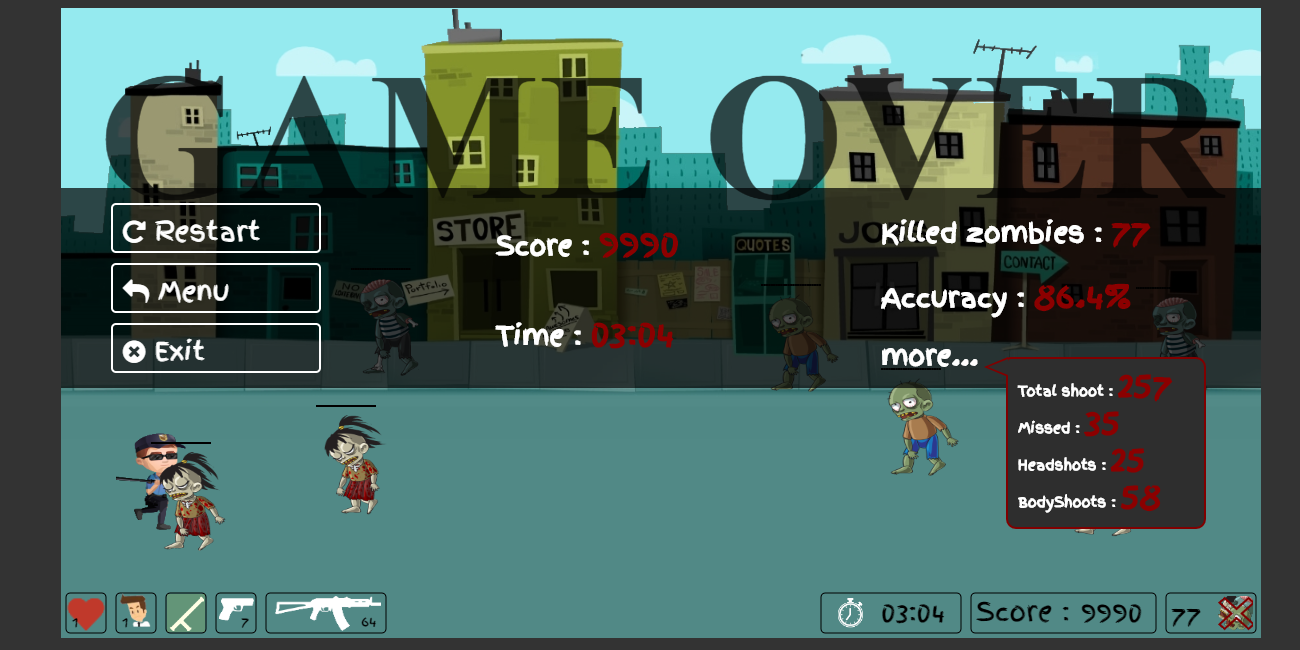 GAME OVER
Restart
Menu
Exit
STORE
Score : 9990
Time : 03:04
Portfolio
QUOTES
CONTACT
Killed zombies : 77
Accuracy : 86.4%
more...
Total shoot : 257
Missed : 35
Headshots : 25
BodyShoots : 58
1
1
7
64
03:04
Score : 9990
77